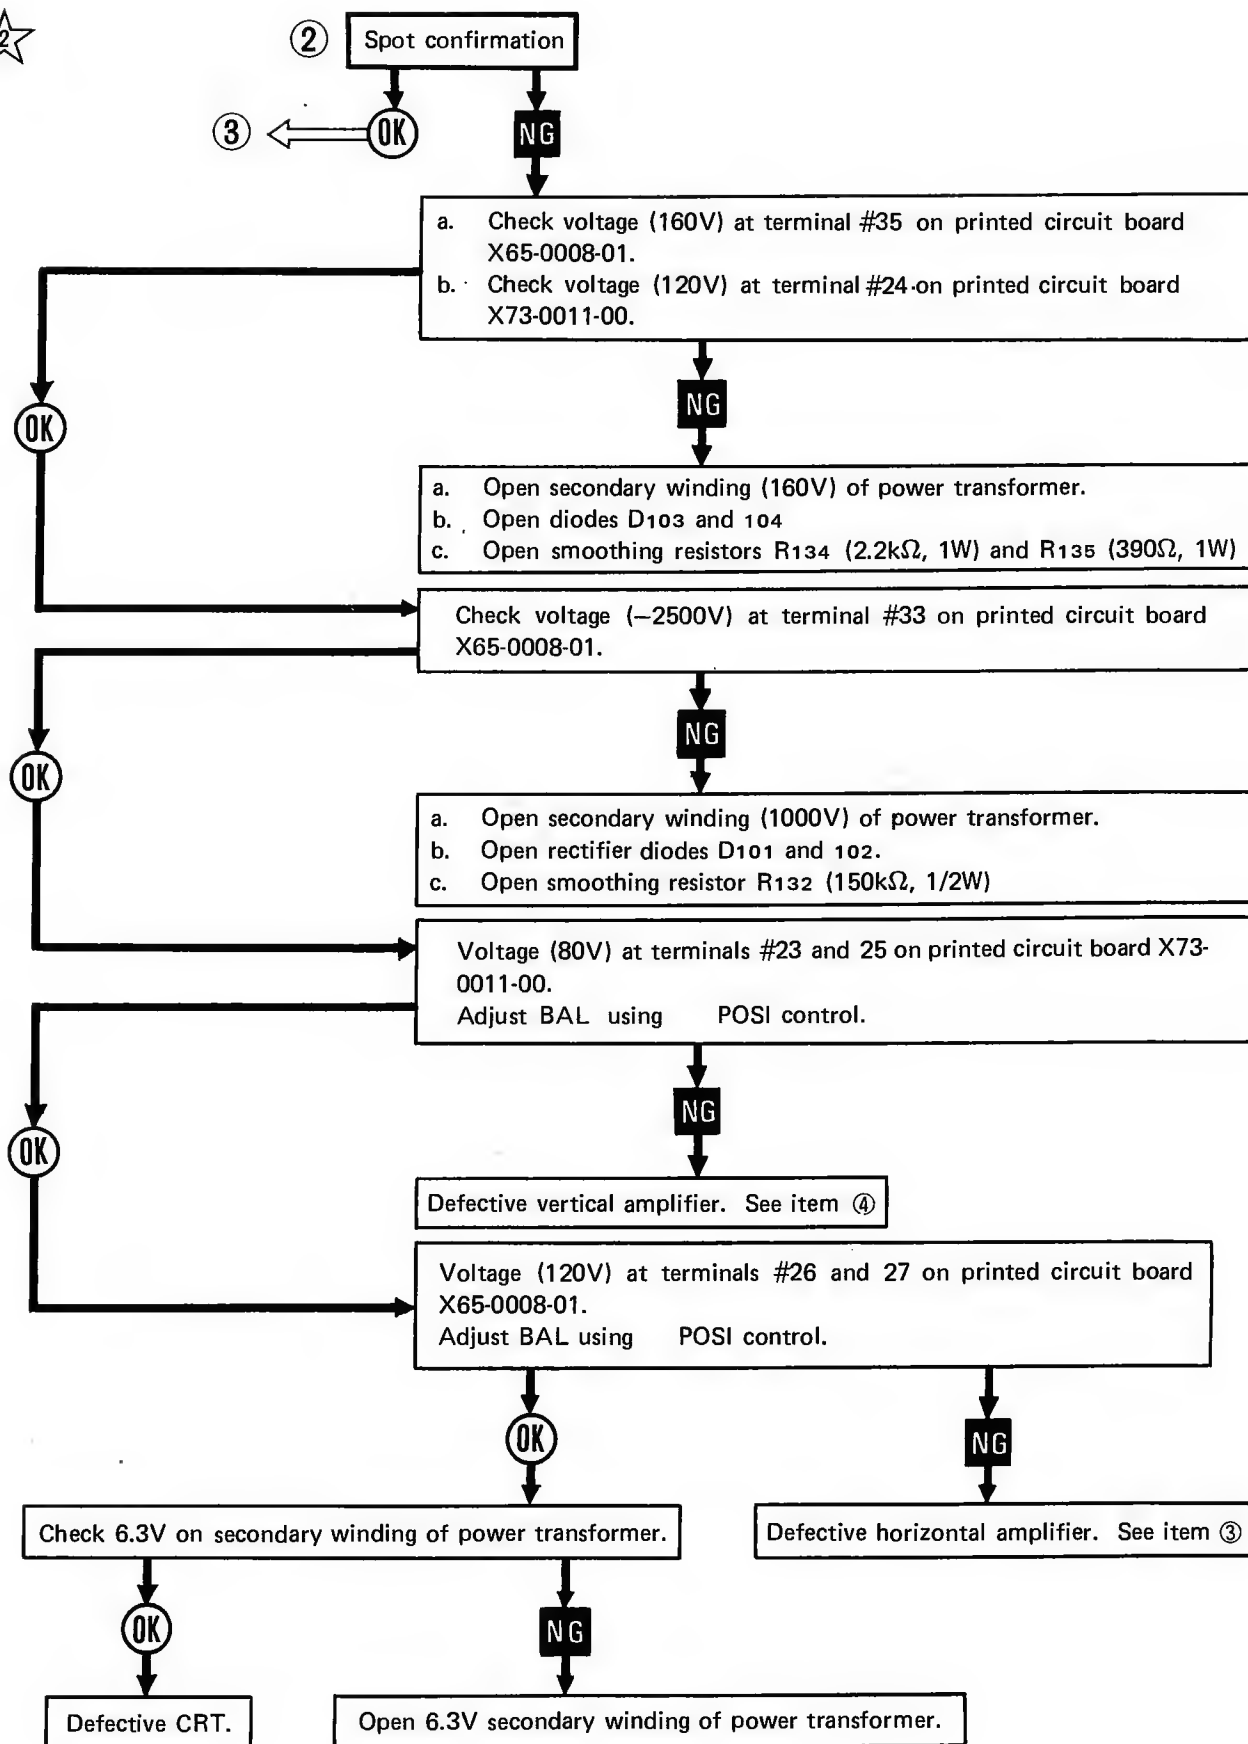 2
② Spot confirmation
③ OK NG
a. Check voltage (160V) at terminal #35 on printed circuit board
X65-0008-01.
b. Check voltage (120V) at terminal #24 on printed circuit board
X73-0011-00.
OK
NG
a. Open secondary winding (160V) of power transformer.
b. Open diodes D103 and 104
c. Open smoothing resistors R134 (2.2kΩ, 1W) and R135 (390Ω, 1W)
Check voltage (−2500V) at terminal #33 on printed circuit board
X65-0008-01.
NG
OK
a. Open secondary winding (1000V) of power transformer.
b. Open rectifier diodes D101 and 102.
c. Open smoothing resistor R132 (150kΩ, 1/2W)
Voltage (80V) at terminals #23 and 25 on printed circuit board X73-
0011-00.
Adjust BAL using POSI control.
NG
OK
Defective vertical amplifier. See item ④
Voltage (120V) at terminals #26 and 27 on printed circuit board
X65-0008-01.
Adjust BAL using POSI control.
OK NG
Check 6.3V on secondary winding of power transformer.
Defective horizontal amplifier. See item ③
OK NG
Defective CRT.
Open 6.3V secondary winding of power transformer.